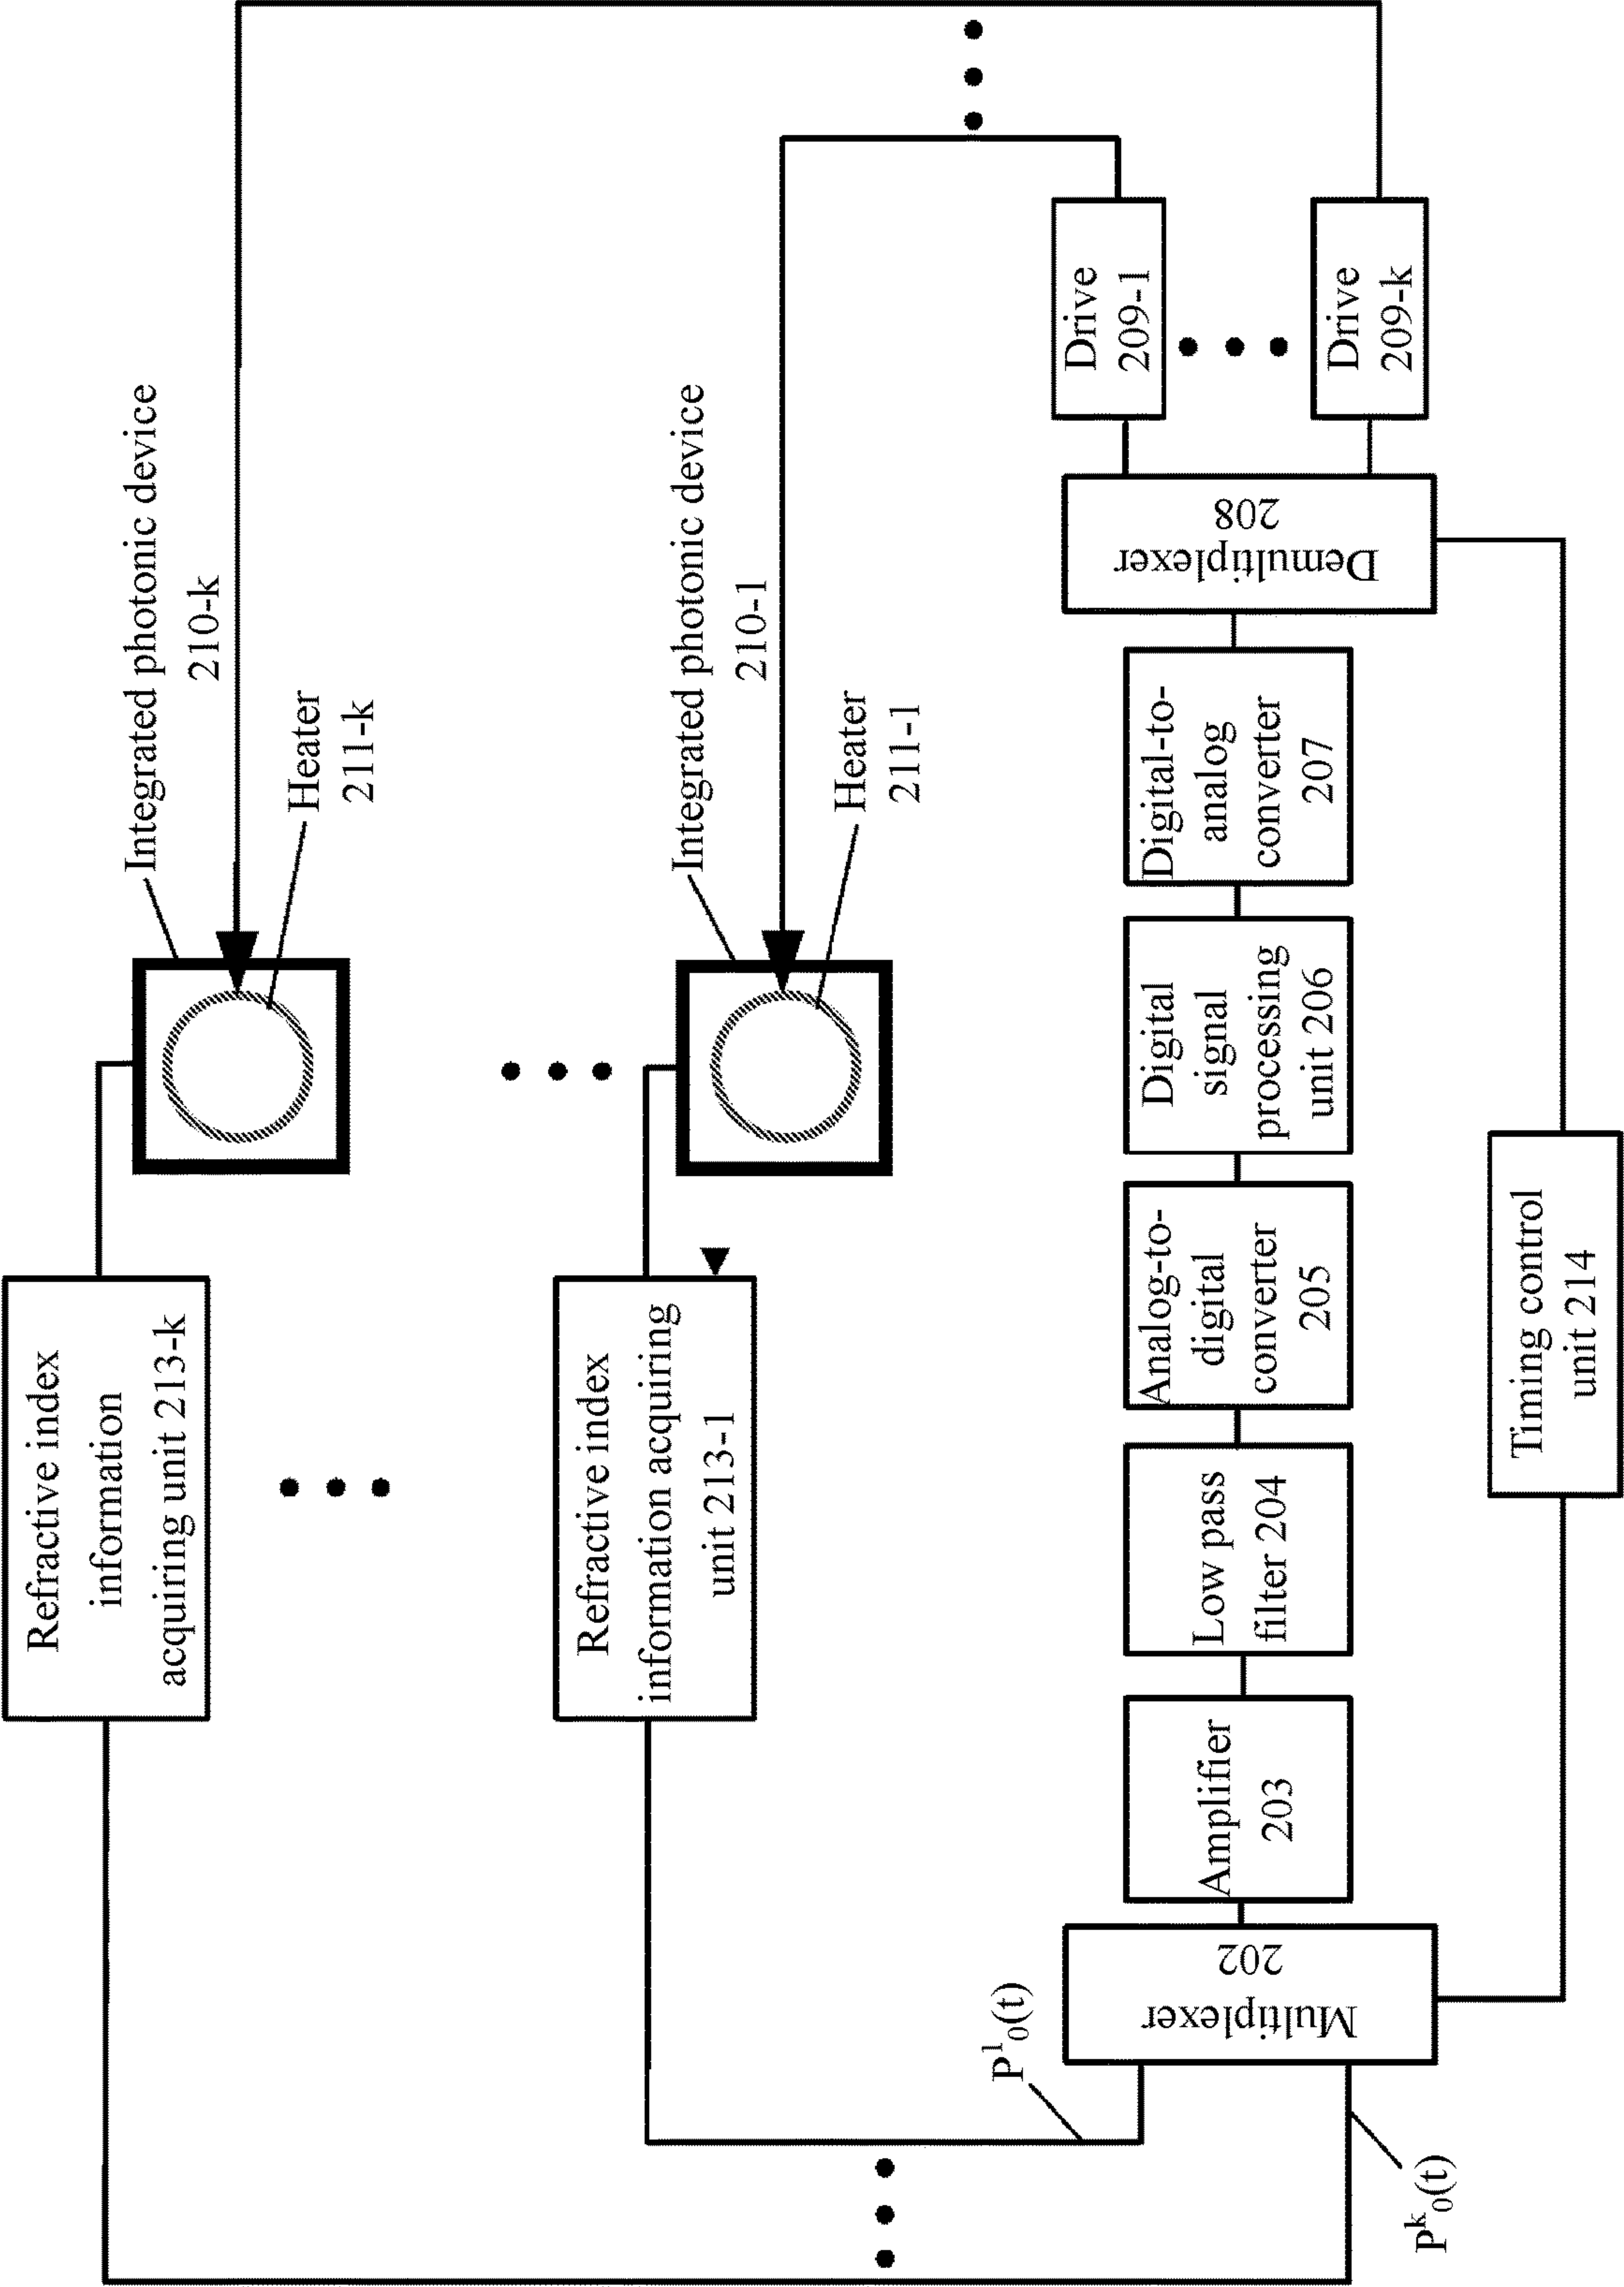 Refractive index
information
acquiring unit 213-k
Integrated photonic device
210-k
Heater
211-k
Refractive index
information acquiring
unit 213-1
Integrated photonic device
210-1
Heater
211-1
P¹₀(t)
Pᵏ₀(t)
Multiplexer
202
Amplifier
203
Low pass
filter 204
Analog-to-
digital
converter
205
Digital
signal
processing
unit 206
Digital-to-
analog
converter
207
Demultiplexer
208
Drive
209-1
Drive
209-k
Timing control
unit 214